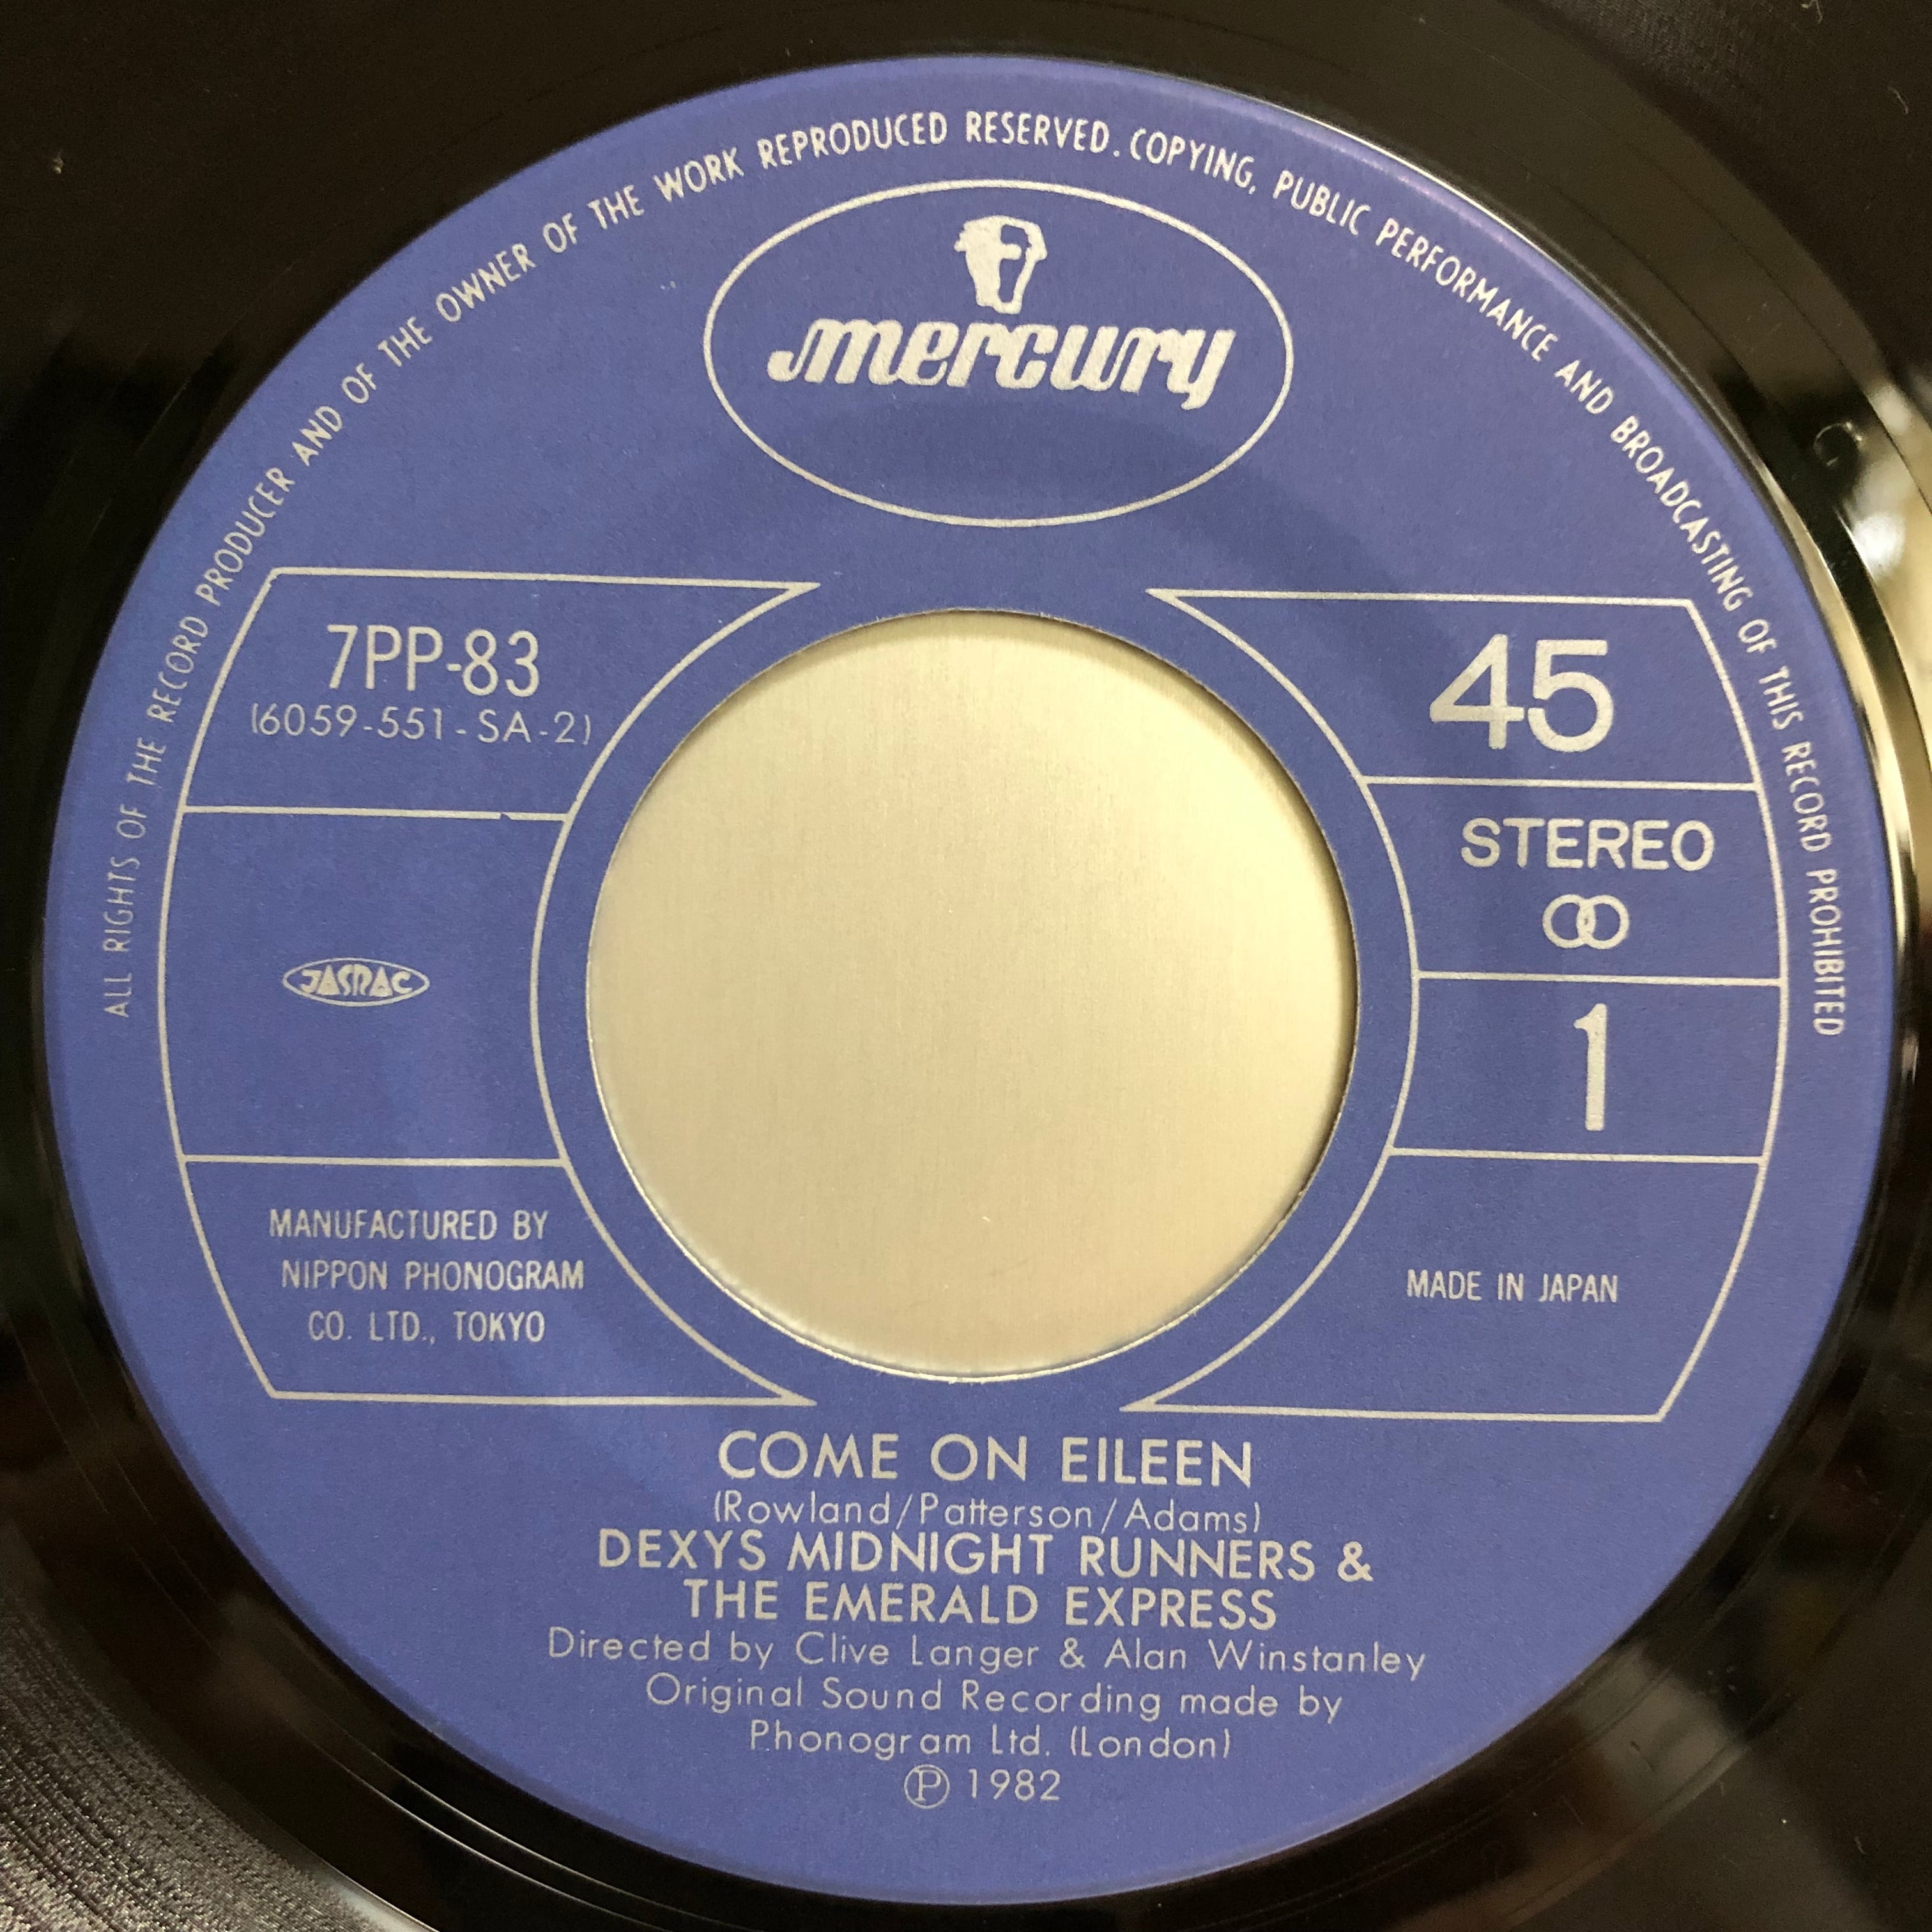 ALL RIGHTS OF THE RECORD PRODUCER AND OF THE OWNER OF THE WORK REPRODUCED RESERVED. COPYING, PUBLIC PERFORMANCE AND BROADCASTING OF THIS RECORD PROHIBITED
mercury
7PP-83
(6059-551-SA-2)
JASRAC
MANUFACTURED BY
NIPPON PHONOGRAM
CO. LTD., TOKYO
45
STEREO
1
MADE IN JAPAN
COME ON EILEEN
(Rowland/Patterson/Adams)
DEXYS MIDNIGHT RUNNERS &
THE EMERALD EXPRESS
Directed by Clive Langer & Alan Winstanley
Original Sound Recording made by
Phonogram Ltd. (London)
Ⓟ 1982